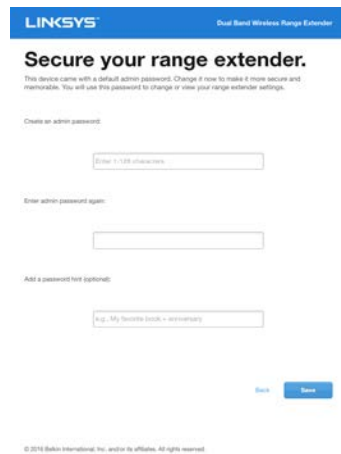 LINKSYS
Dual Band Wireless Range Extender
Secure your range extender.
This device came with a default admin password. Change it now to make it more secure and
memorable. You will use this password to change or view your range extender settings.
Create an admin password:
Enter 1-128 characters
Enter admin password again:
Add a password hint (optional):
e.g., My favorite book + anniversary
Back
Save
© 2016 Belkin International, Inc. and/or its affiliates. All rights reserved.